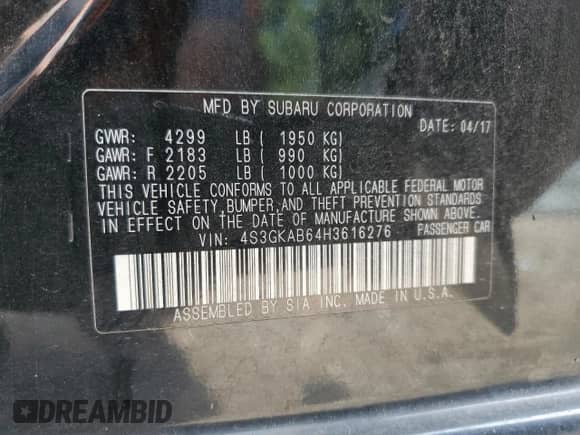 MFD BY SUBARU CORPORATION
DATE: 04/17
GVWR: 4299 LB ( 1950 KG)
GAWR: F 2183 LB ( 990 KG)
GAWR: R 2205 LB ( 1000 KG)
THIS VEHICLE CONFORMS TO ALL APPLICABLE FEDERAL MOTOR
VEHICLE SAFETY, BUMPER, AND THEFT PREVENTION STANDARDS
IN EFFECT ON THE DATE OF MANUFACTURE SHOWN ABOVE.
VIN: 4S3GKAB64H3616276 PASSENGER CAR
ASSEMBLED BY SIA INC. MADE IN U.S.A.
DREAMBID